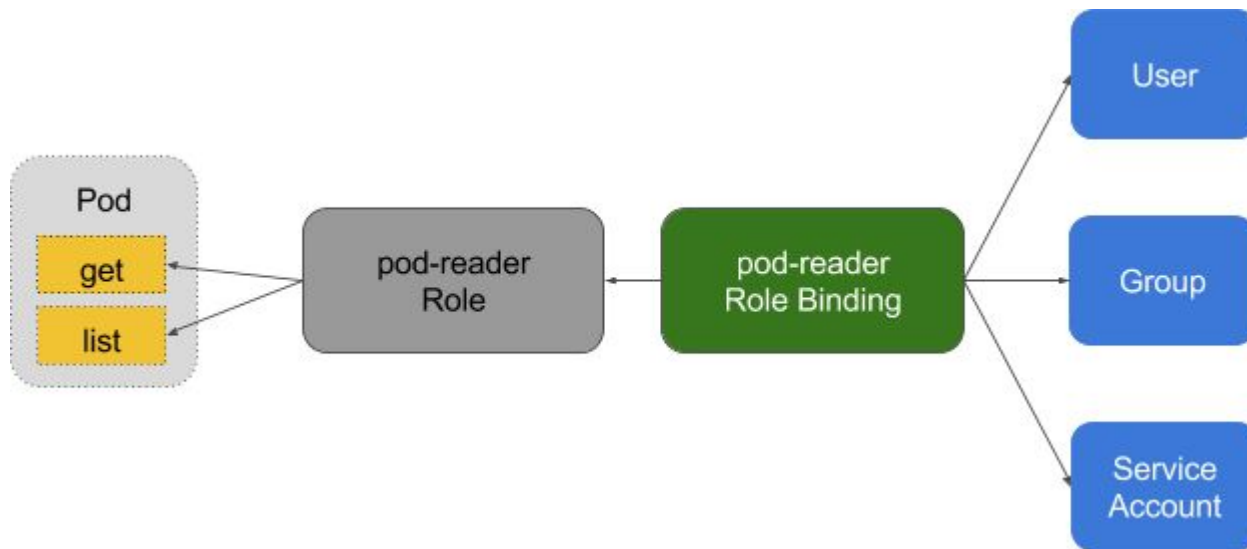 Pod
get
list
pod-reader
Role
pod-reader
Role Binding
User
Group
Service
Account